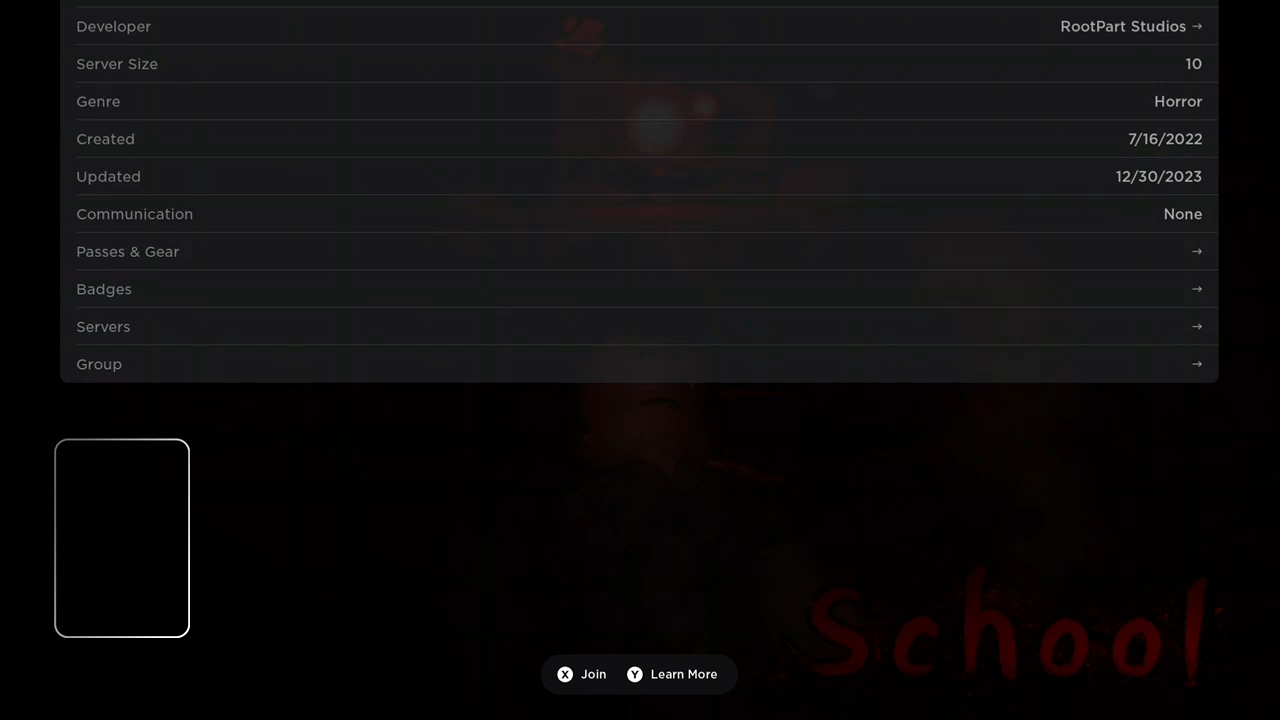 Developer RootPart Studios →
Server Size 10
Genre Horror
Created 7/16/2022
Updated 12/30/2023
Communication None
Passes & Gear →
Badges →
Servers →
Group →
School
X Join Y Learn More